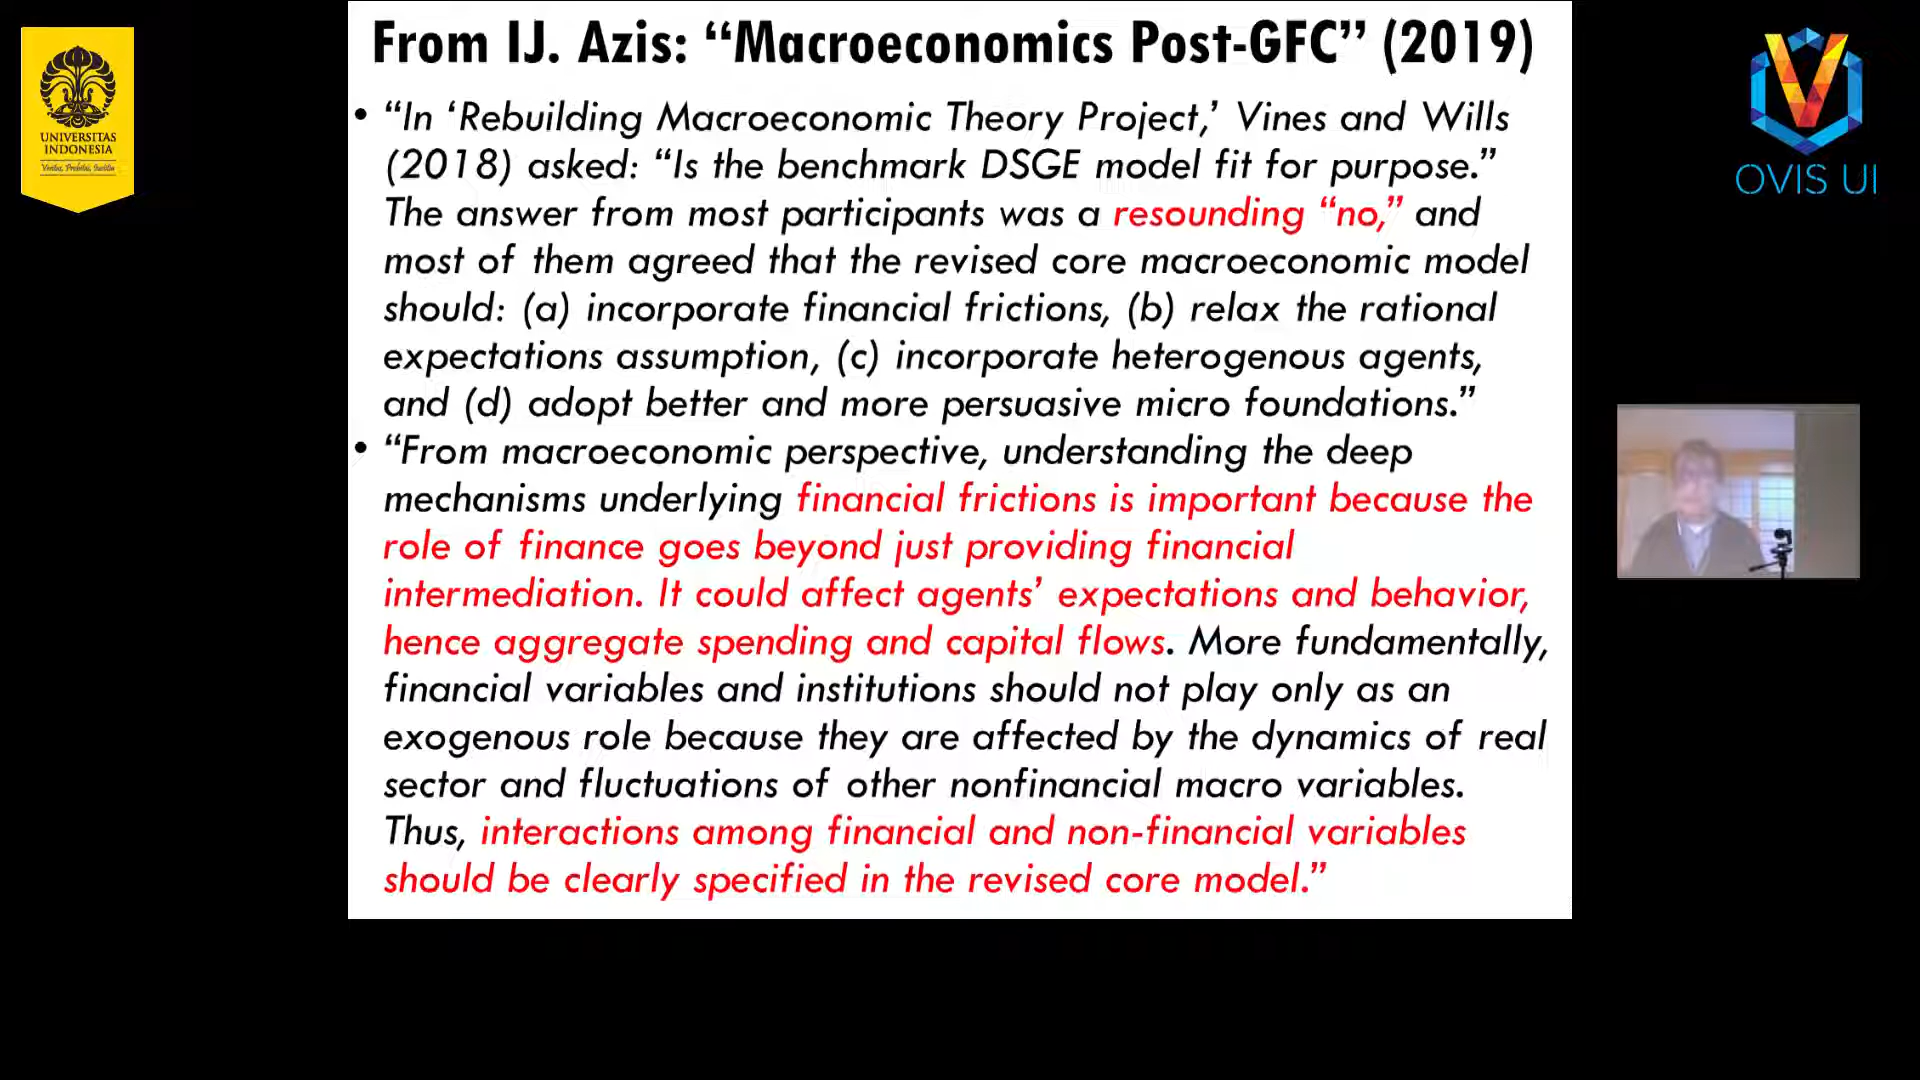 From IJ. Azis: “Macroeconomics Post-GFC” (2019)
• “In ‘Rebuilding Macroeconomic Theory Project,’ Vines and Wills
(2018) asked: “Is the benchmark DSGE model fit for purpose.”
The answer from most participants was a resounding “no,” and
most of them agreed that the revised core macroeconomic model
should: (a) incorporate financial frictions, (b) relax the rational
expectations assumption, (c) incorporate heterogenous agents,
and (d) adopt better and more persuasive micro foundations.”
• “From macroeconomic perspective, understanding the deep
mechanisms underlying financial frictions is important because the
role of finance goes beyond just providing financial
intermediation. It could affect agents’ expectations and behavior,
hence aggregate spending and capital flows. More fundamentally,
financial variables and institutions should not play only as an
exogenous role because they are affected by the dynamics of real
sector and fluctuations of other nonfinancial macro variables.
Thus, interactions among financial and non-financial variables
should be clearly specified in the revised core model.”
UNIVERSITAS
INDONESIA
Veritas, Probitas, Iustitia
OVIS UI